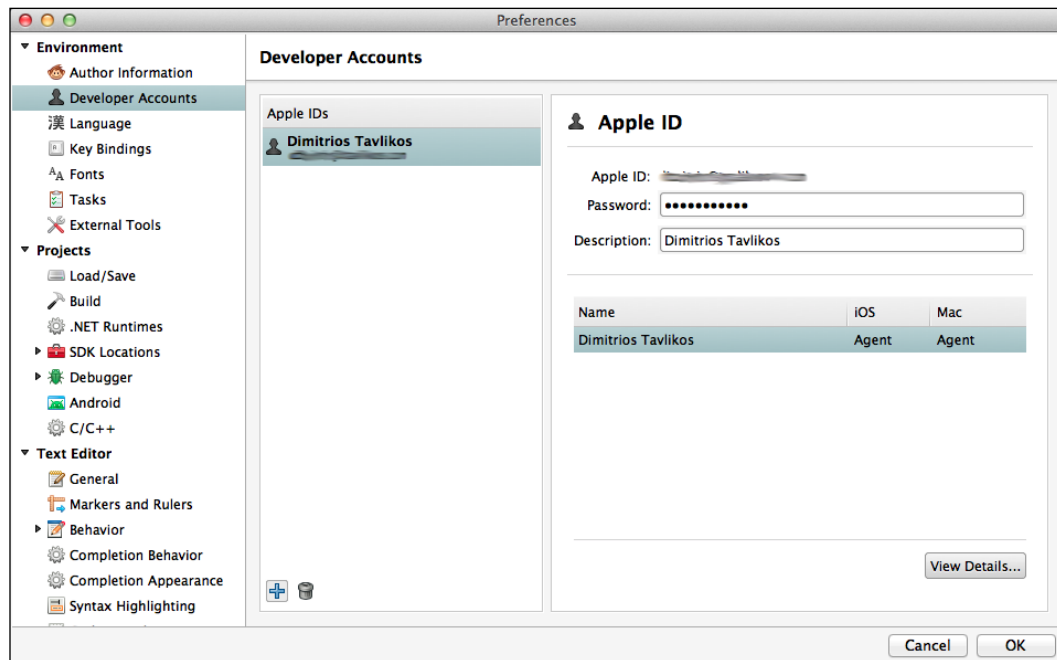 Preferences
Environment
Author Information
Developer Accounts
漢 Language
Key Bindings
AA Fonts
Tasks
External Tools
Projects
Load/Save
Build
.NET Runtimes
SDK Locations
Debugger
Android
C/C++
Text Editor
General
Markers and Rulers
Behavior
Completion Behavior
Completion Appearance
Syntax Highlighting
Developer Accounts
Apple IDs
Dimitrios Tavlikos
Apple ID
Apple ID:
Password: •••••••••••
Description: Dimitrios Tavlikos
Name iOS Mac
Dimitrios Tavlikos Agent Agent
View Details...
Cancel OK